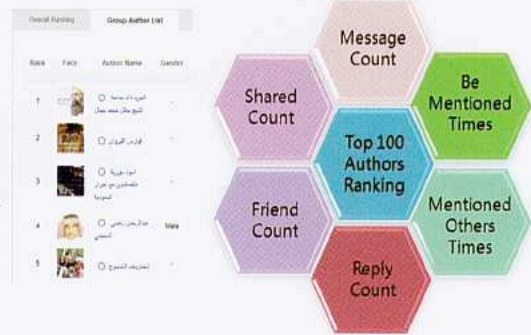 Overall Ranking Group Author List
Rank Face Author Name Gender
1
2
3
4 Male
5
Message
Count
Be
Mentioned
Times
Shared
Count
Top 100
Authors
Ranking
Mentioned
Others
Times
Friend
Count
Reply
Count